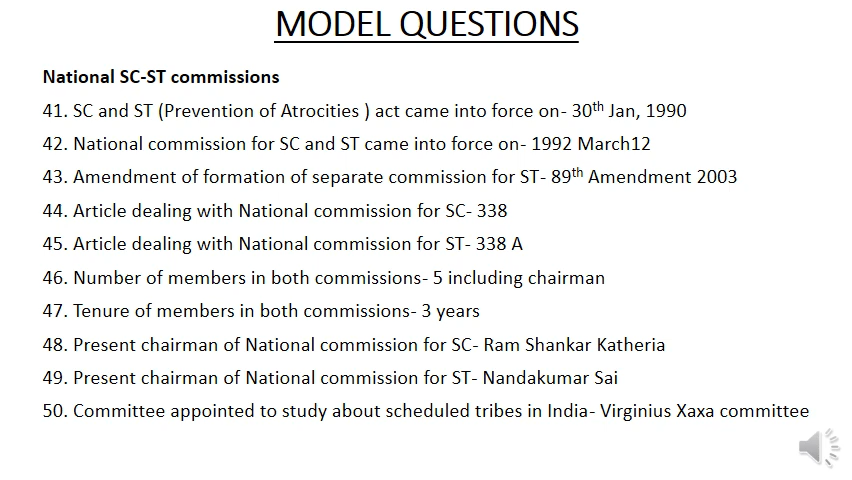 MODEL QUESTIONS
National SC-ST commissions
41. SC and ST (Prevention of Atrocities ) act came into force on- 30th Jan, 1990
42. National commission for SC and ST came into force on- 1992 March12
43. Amendment of formation of separate commission for ST- 89th Amendment 2003
44. Article dealing with National commission for SC- 338
45. Article dealing with National commission for ST- 338 A
46. Number of members in both commissions- 5 including chairman
47. Tenure of members in both commissions- 3 years
48. Present chairman of National commission for SC- Ram Shankar Katheria
49. Present chairman of National commission for ST- Nandakumar Sai
50. Committee appointed to study about scheduled tribes in India- Virginius Xaxa committee